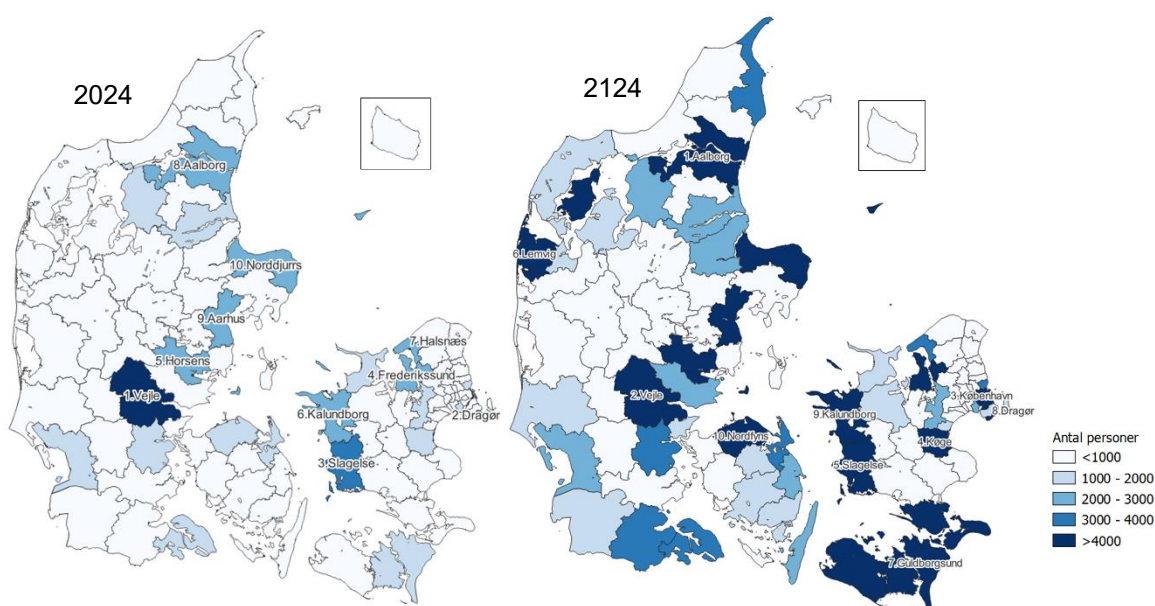 2024
8.Aalborg
10.Norddjurrs
9.Aarhus
5.Horsens
1.Vejle
7.Halsnæs
4.Frederikssund
6.Kalundborg
2.Dragør
3.Slagelse
2124
1.Aalborg
6.Lemvig
2.Vejle
3.København
9.Kalundborg
8.Dragør
10.Nordfyns
4.Køge
5.Slagelse
7.Guldborgsund
Antal personer
<1000
1000 - 2000
2000 - 3000
3000 - 4000
>4000